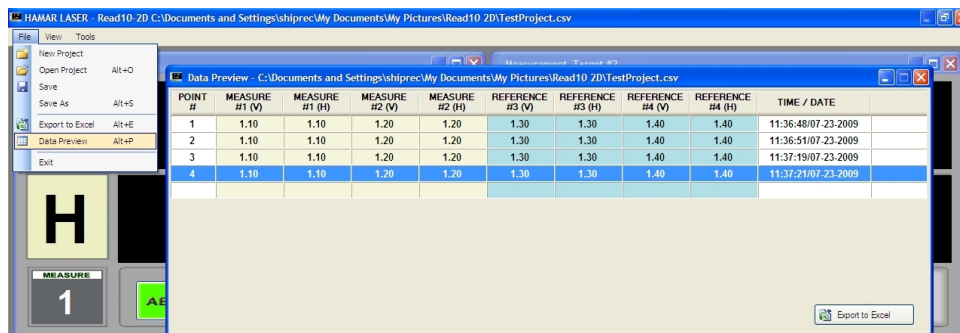 HAMAR LASER - Read10-2D C:\Documents and Settings\shiprec\My Documents\My Pictures\Read10 2D\TestProject.csv
File View Tools
New Project
Open Project Alt+O
Save
Save As Alt+S
Export to Excel Alt+E
Data Preview Alt+P
Exit
Measurement Target #2
Data Preview - C:\Documents and Settings\shiprec\My Documents\My Pictures\Read10 2D\TestProject.csv
POINT # MEASURE #1 (V) MEASURE #1 (H) MEASURE #2 (V) MEASURE #2 (H) REFERENCE #3 (V) REFERENCE #3 (H) REFERENCE #4 (V) REFERENCE #4 (H) TIME / DATE
1 1.10 1.10 1.20 1.20 1.30 1.30 1.40 1.40 11:36:48/07-23-2009
2 1.10 1.10 1.20 1.20 1.30 1.30 1.40 1.40 11:36:51/07-23-2009
3 1.10 1.10 1.20 1.20 1.30 1.30 1.40 1.40 11:37:19/07-23-2009
4 1.10 1.10 1.20 1.20 1.30 1.30 1.40 1.40 11:37:21/07-23-2009
H
MEASURE
1
Export to Excel